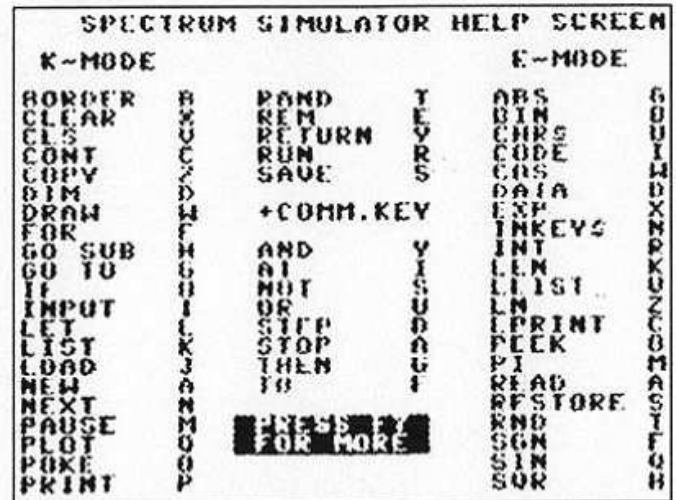 SPECTRUM SIMULATOR HELP SCREEN
K-MODE
BORDER B
CLEAR X
CLS V
CONT C
COPY Z
DIM D
DRAW W
FOR F
GO SUB H
GO TO G
IF U
INPUT I
LET L
LIST K
LOAD J
NEW A
NEXT N
PAUSE M
PLOT Q
POKE O
PRINT P
RAND T
REM E
RETURN Y
RUN R
SAVE S
+COMM.KEY
AND Y
AT I
NOT S
OR U
STEP D
STOP A
THEN G
TO F
PRESS
FOR MORE
E-MODE
ABS G
BIN B
CHR$ U
CODE I
COS W
DATA D
EXP X
INKEY$ N
INT R
LEN K
LLIST V
LN Z
LPRINT C
PEEK O
PI M
READ A
RESTORE S
RND T
SGN F
SIN Q
SQR H